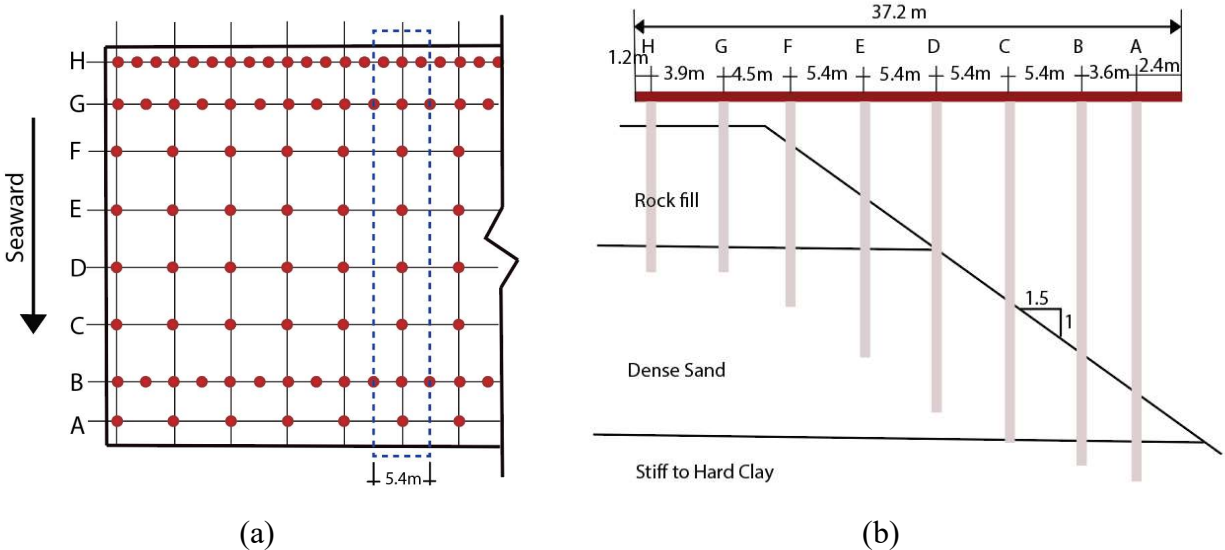 H
G
F
E
D
C
B
A
Seaward
5.4m
(a)
37.2 m
1.2m
H G F E D C B A
3.9m 4.5m 5.4m 5.4m 5.4m 5.4m 3.6m 2.4m
Rock fill
1.5
1
Dense Sand
Stiff to Hard Clay
(b)